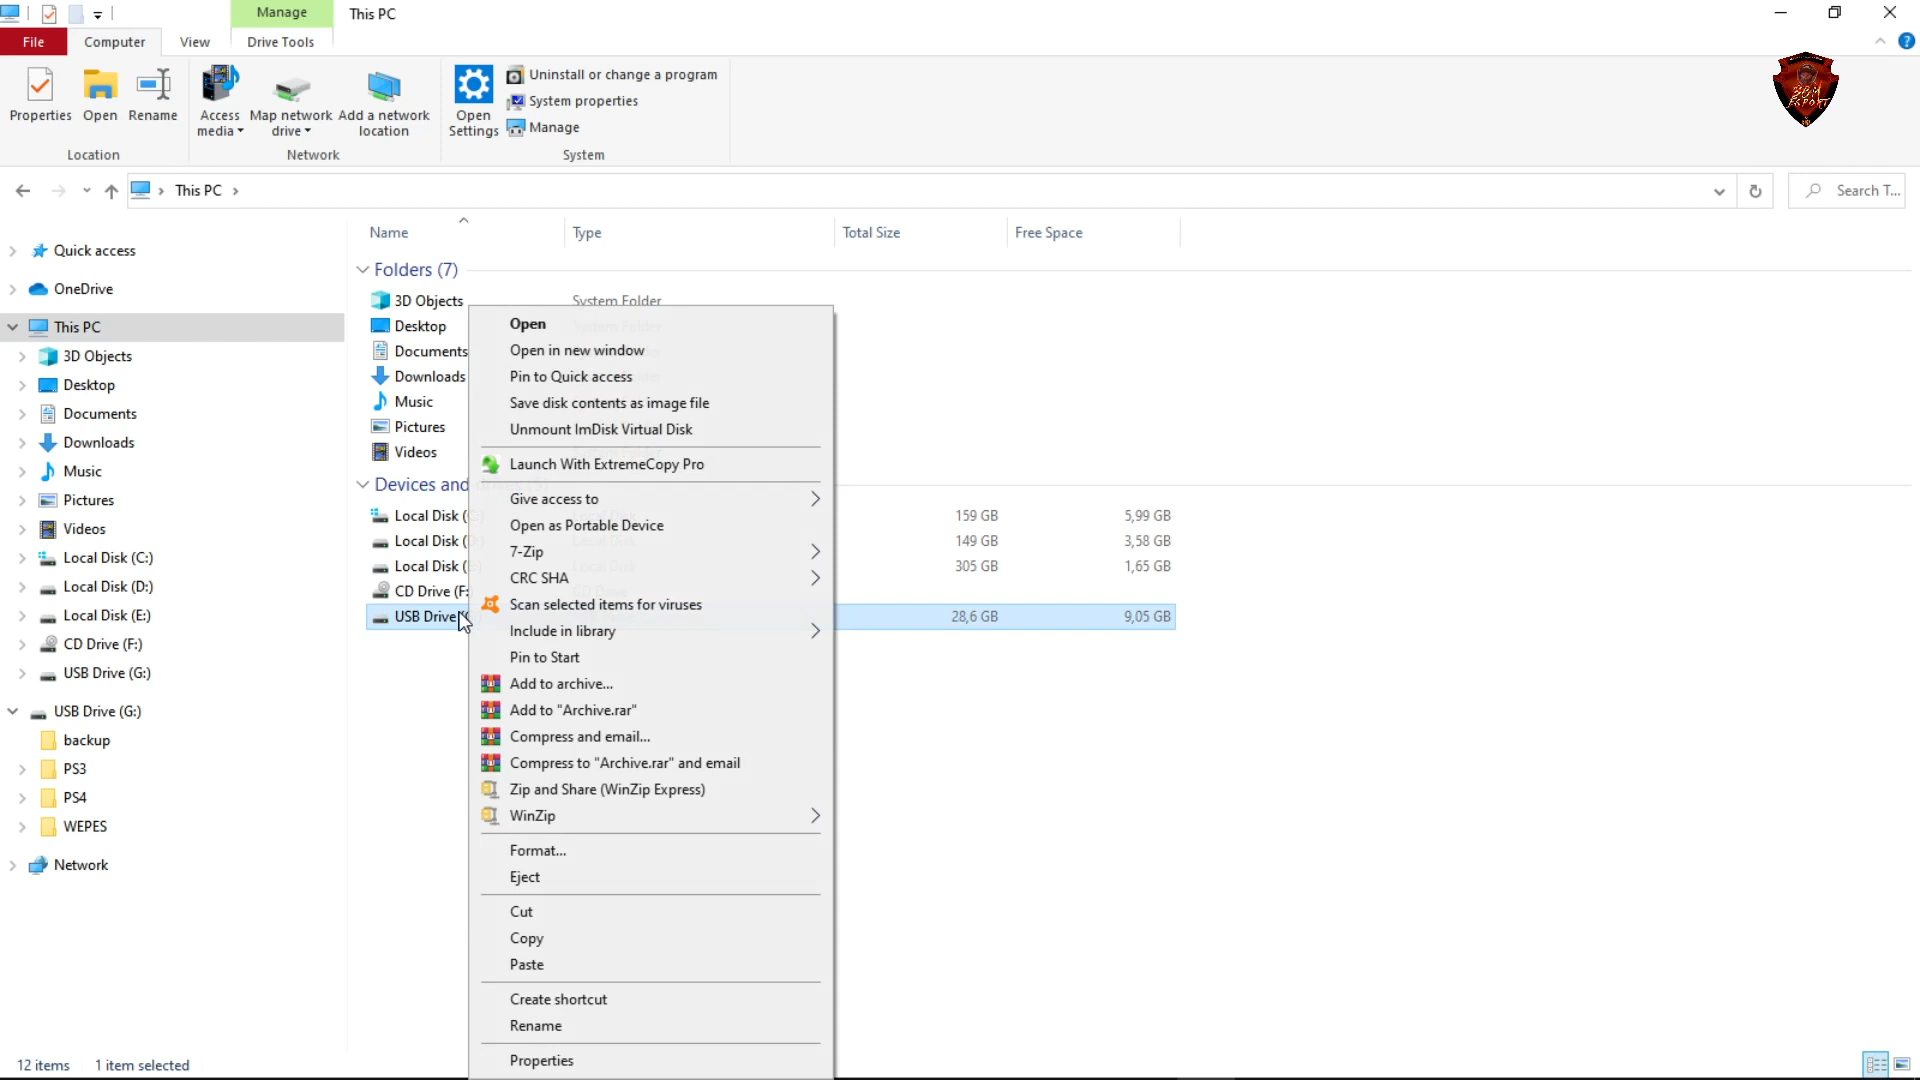 Manage
This PC
File
Computer
View
Drive Tools
Properties
Open
Rename
Access media
Map network drive
Add a network location
Open Settings
Uninstall or change a program
System properties
Manage
Location
Network
System
This PC
Search T...
Name
Type
Total Size
Free Space
Quick access
OneDrive
This PC
3D Objects
Desktop
Documents
Downloads
Music
Pictures
Videos
Local Disk (C:)
Local Disk (D:)
Local Disk (E:)
CD Drive (F:)
USB Drive (G:)
USB Drive (G:)
backup
PS3
PS4
WEPES
Network
Folders (7)
3D Objects System Folder
Desktop
Documents
Downloads
Music
Pictures
Videos
Devices and
Local Disk ( 159 GB 5,99 GB
Local Disk ( 149 GB 3,58 GB
Local Disk ( 305 GB 1,65 GB
CD Drive (F:
USB Drive 28,6 GB 9,05 GB
Open
Open in new window
Pin to Quick access
Save disk contents as image file
Unmount ImDisk Virtual Disk
Launch With ExtremeCopy Pro
Give access to
Open as Portable Device
7-Zip
CRC SHA
Scan selected items for viruses
Include in library
Pin to Start
Add to archive...
Add to "Archive.rar"
Compress and email...
Compress to "Archive.rar" and email
Zip and Share (WinZip Express)
WinZip
Format...
Eject
Cut
Copy
Paste
Create shortcut
Rename
Properties
12 items
1 item selected